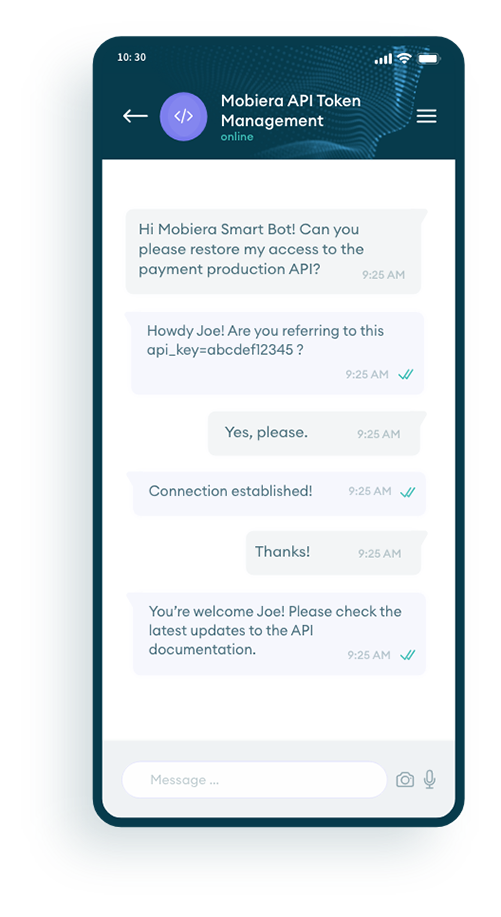 10: 30
Mobiera API Token
Management
online
Hi Mobiera Smart Bot! Can you
please restore my access to the
payment production API?
9:25 AM
Howdy Joe! Are you referring to this
api_key=abcdef12345 ?
9:25 AM
Yes, please.
9:25 AM
Connection established!
9:25 AM
Thanks!
9:25 AM
You’re welcome Joe! Please check the
latest updates to the API
documentation.
9:25 AM
Message ...